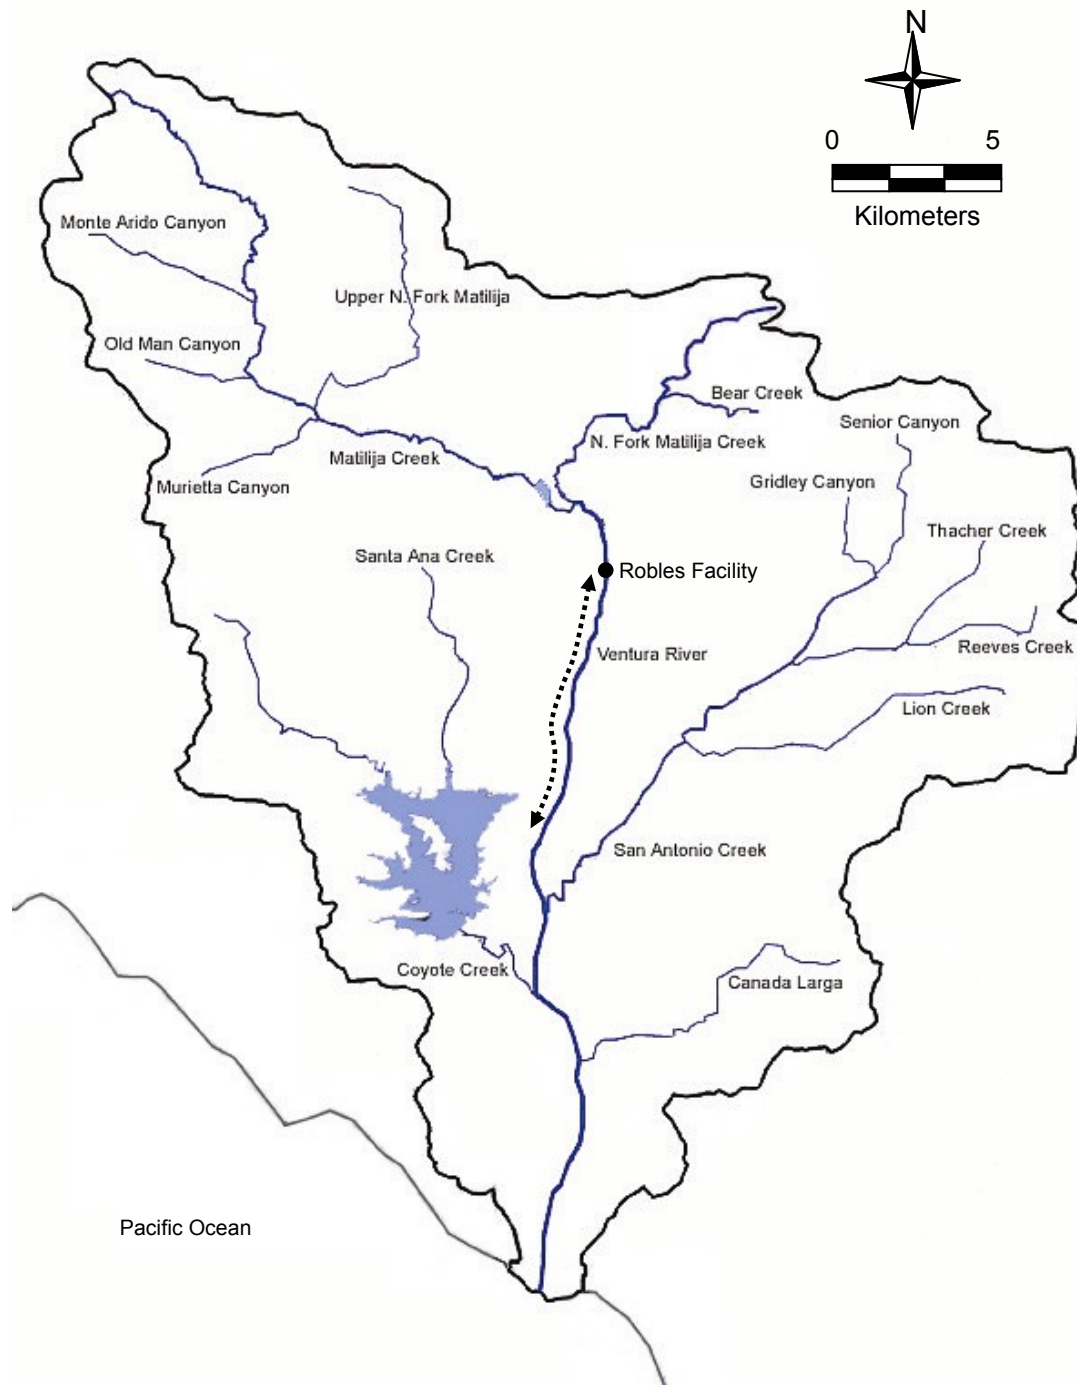 N
0 5
Kilometers
Monte Arido Canyon
Upper N. Fork Matilija
Old Man Canyon
Bear Creek
Senior Canyon
N. Fork Matilija Creek
Matilija Creek
Gridley Canyon
Murietta Canyon
Thacher Creek
Santa Ana Creek
Robles Facility
Ventura River
Reeves Creek
Lion Creek
San Antonio Creek
Coyote Creek
Canada Larga
Pacific Ocean